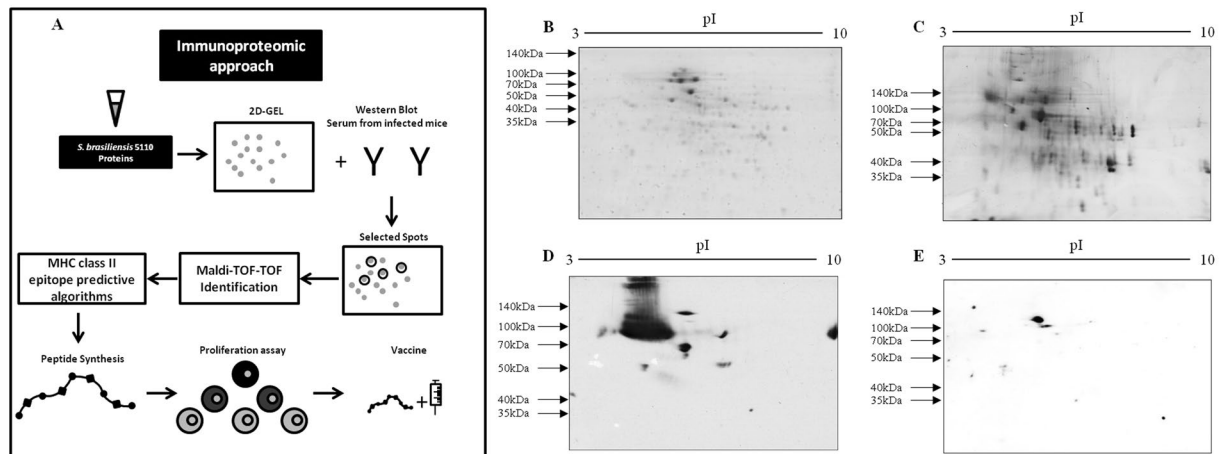 A
Immunoproteomic
approach
2D-GEL
Western Blot
Serum from infected mice
S. brasiliensis 5110
Proteins
+
Selected Spots
MHC class II
epitope predictive
algorithms
Maldi-TOF-TOF
Identification
Peptide Synthesis
Proliferation assay
Vaccine
+
B
pI
3
10
140kDa
100kDa
70kDa
50kDa
40kDa
35kDa
C
pI
3
10
140kDa
100kDa
70kDa
50kDa
40kDa
35kDa
D
pI
3
10
140kDa
100kDa
70kDa
50kDa
40kDa
35kDa
E
pI
3
10
140kDa
100kDa
70kDa
50kDa
40kDa
35kDa